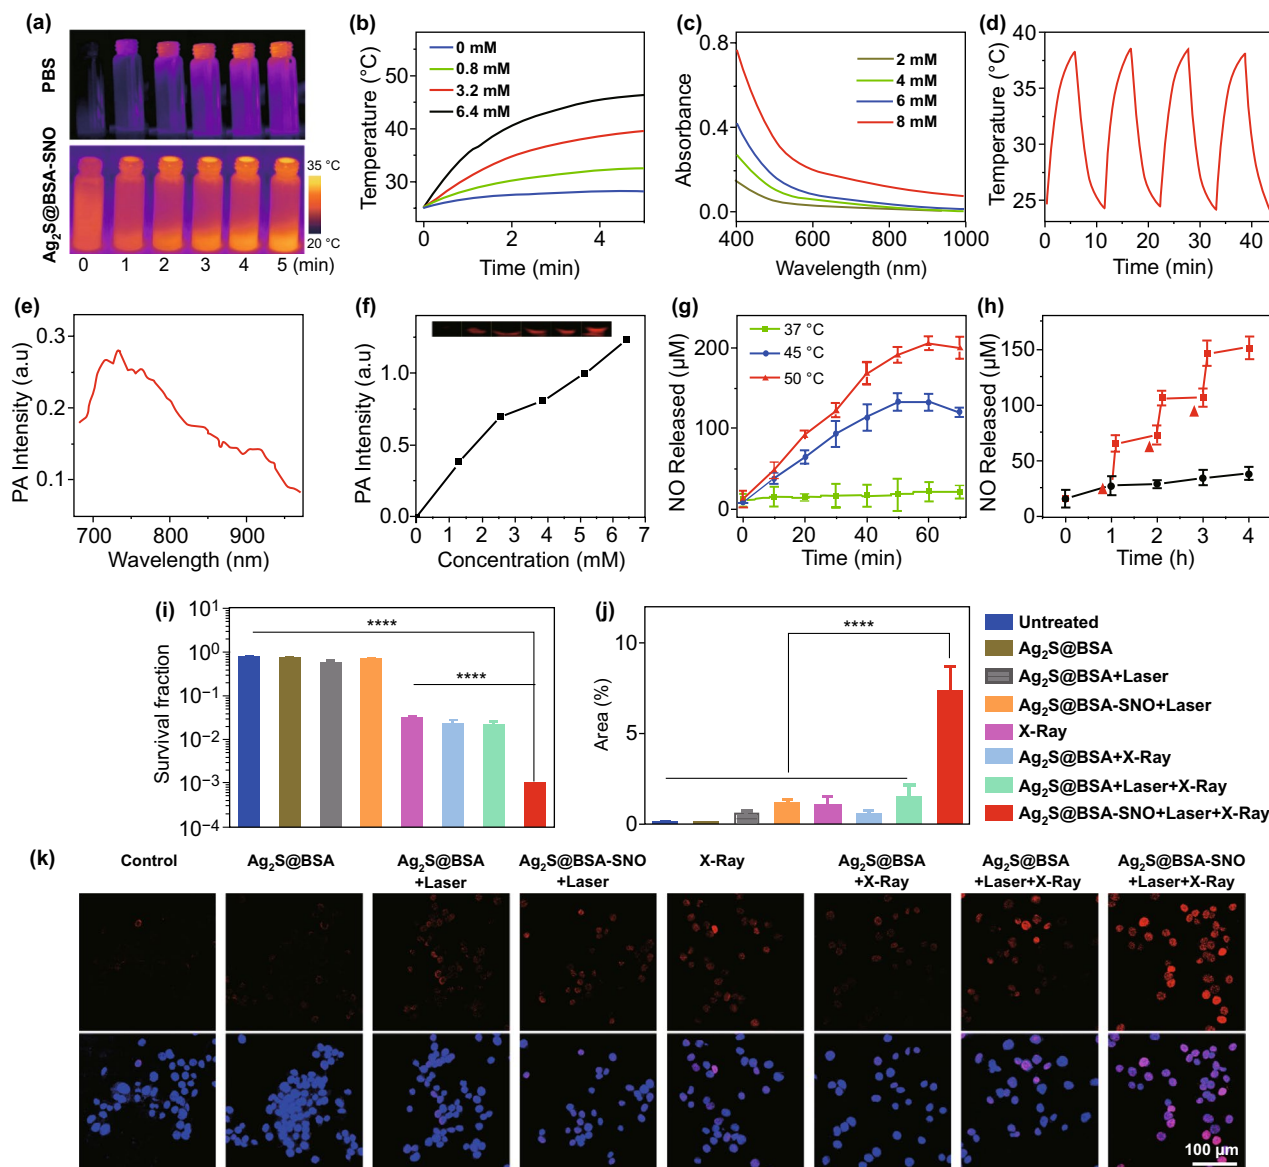 (a)
PBS
Ag₂S@BSA-SNO
35 °C
20 °C
0 1 2 3 4 5 (min)
(b)
Temperature (°C)
50
40
30
0 mM
0.8 mM
3.2 mM
6.4 mM
0 2 4
Time (min)
(c)
Absorbance
0.8
0.4
0.0
2 mM
4 mM
6 mM
8 mM
400 600 800 1000
Wavelength (nm)
(d)
Temperature (°C)
40
35
30
25
0 10 20 30 40
Time (min)
(e)
PA Intensity (a.u)
0.3
0.2
0.1
700 800 900
Wavelength (nm)
(f)
PA Intensity (a.u)
1.0
0.5
0.0
0 1 2 3 4 5 6 7
Concentration (mM)
(g)
NO Released (µM)
200
100
0
37 °C
45 °C
50 °C
0 20 40 60
Time (min)
(h)
NO Released (µM)
150
100
50
0
0 1 2 3 4
Time (h)
(i)
Survival fraction
10¹
10⁰
10⁻¹
10⁻²
10⁻³
10⁻⁴
****
****
(j)
Area (%)
10
5
0
****
Untreated
Ag₂S@BSA
Ag₂S@BSA+Laser
Ag₂S@BSA-SNO+Laser
X-Ray
Ag₂S@BSA+X-Ray
Ag₂S@BSA+Laser+X-Ray
Ag₂S@BSA-SNO+Laser+X-Ray
(k)
Control
Ag₂S@BSA
Ag₂S@BSA
+Laser
Ag₂S@BSA-SNO
+Laser
X-Ray
Ag₂S@BSA
+X-Ray
Ag₂S@BSA
+Laser+X-Ray
Ag₂S@BSA-SNO
+Laser+X-Ray
100 µm